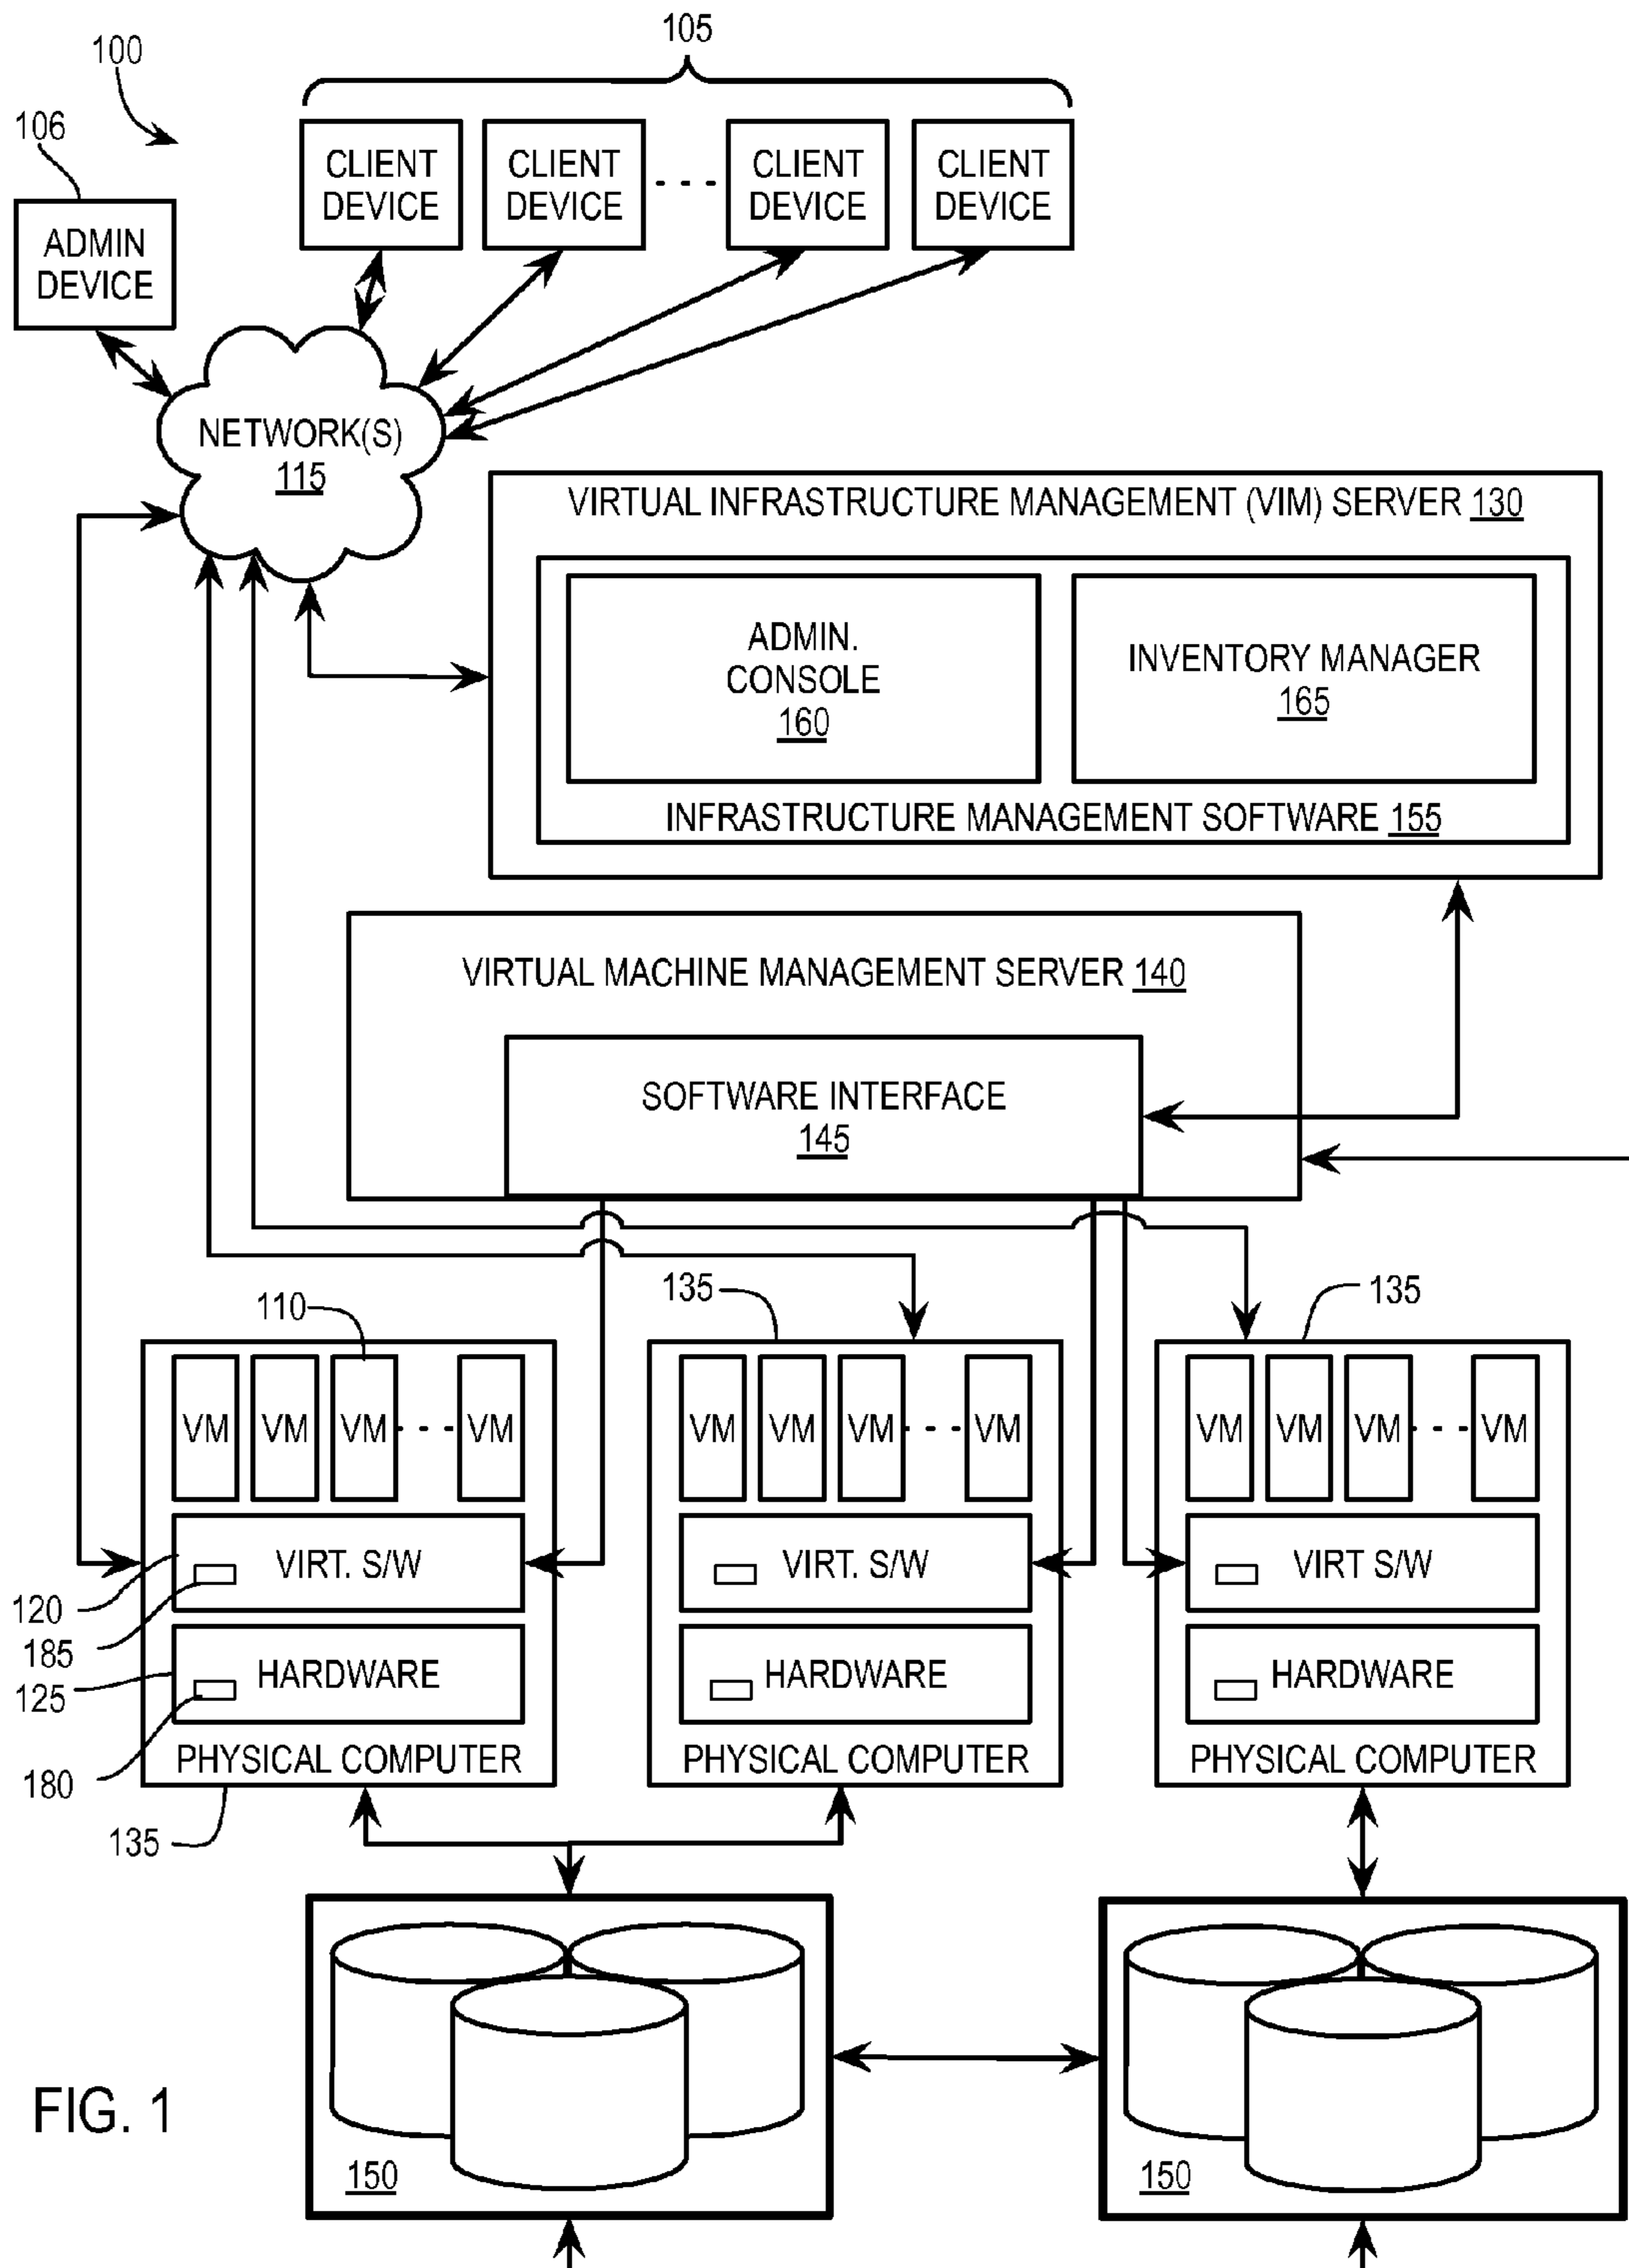 105
100
106
CLIENT
DEVICE
CLIENT
DEVICE
CLIENT
DEVICE
CLIENT
DEVICE
ADMIN
DEVICE
NETWORK(S)
115
VIRTUAL INFRASTRUCTURE MANAGEMENT (VIM) SERVER 130
ADMIN.
CONSOLE
160
INVENTORY MANAGER
165
INFRASTRUCTURE MANAGEMENT SOFTWARE 155
VIRTUAL MACHINE MANAGEMENT SERVER 140
SOFTWARE INTERFACE
145
110
135
135
VM VM VM VM
VM VM VM VM
VM VM VM VM
VIRT. S/W
VIRT. S/W
VIRT S/W
120
185
HARDWARE
HARDWARE
HARDWARE
125
PHYSICAL COMPUTER
PHYSICAL COMPUTER
PHYSICAL COMPUTER
180
135
FIG. 1
150
150